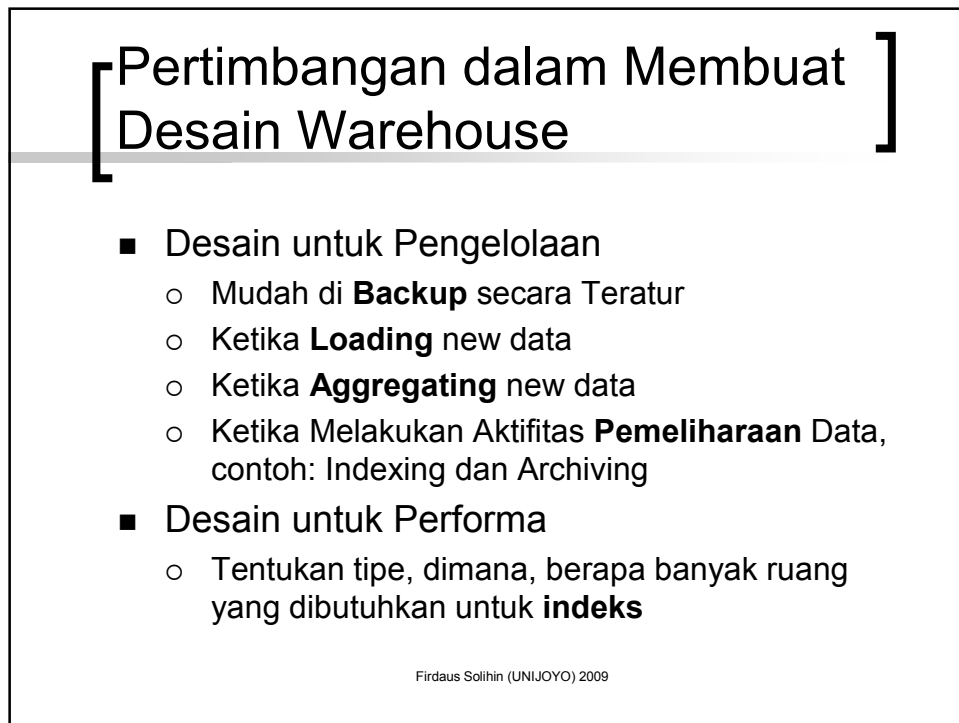 Pertimbangan dalam Membuat
Desain Warehouse
Desain untuk Pengelolaan
Mudah di Backup secara Teratur
Ketika Loading new data
Ketika Aggregating new data
Ketika Melakukan Aktifitas Pemeliharaan Data,
contoh: Indexing dan Archiving
Desain untuk Performa
Tentukan tipe, dimana, berapa banyak ruang
yang dibutuhkan untuk indeks
Firdaus Solihin (UNIJOYO) 2009